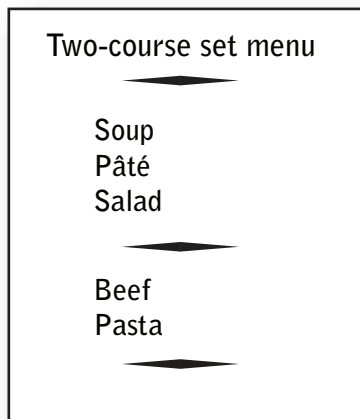 Two-course set menu
Soup
Pâté
Salad
Beef
Pasta